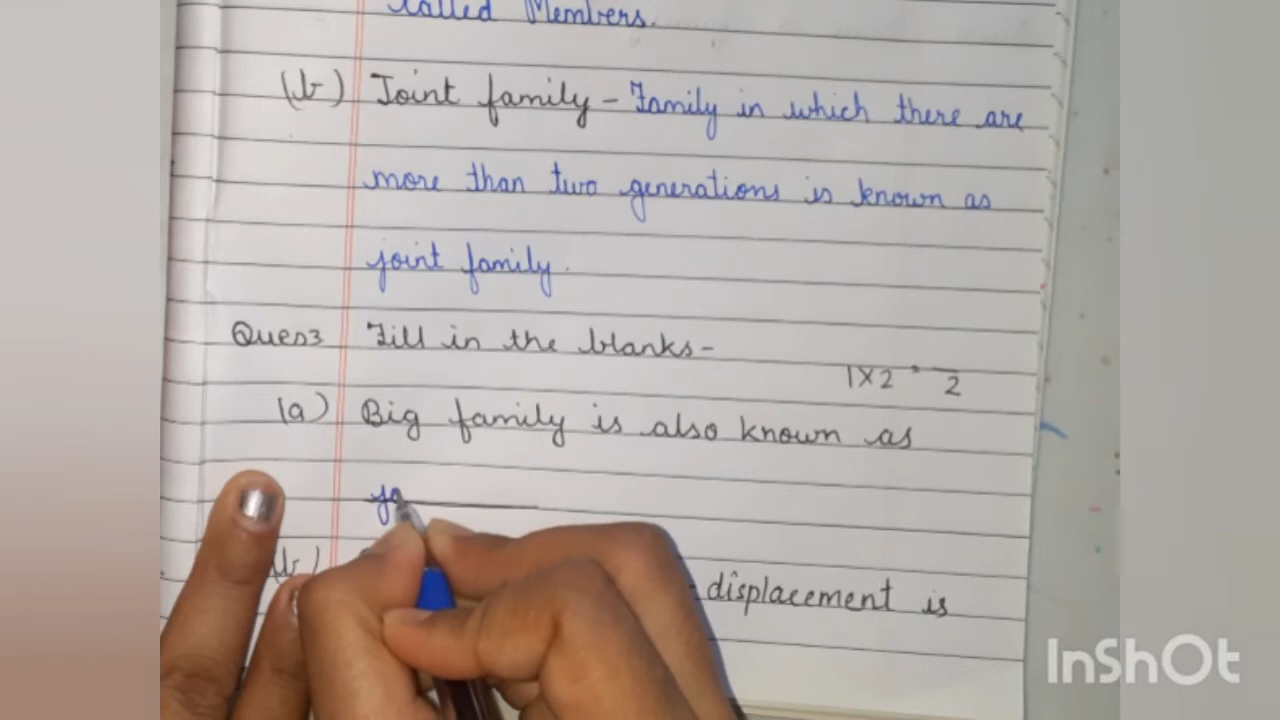 called Members.
(b) Joint family - Family in which there are
more than two generations is known as
joint family.
Ques3 Fill in the blanks-
1X2 = 2
(a) Big family is also known as
jo
(b) displacement is
InShOt